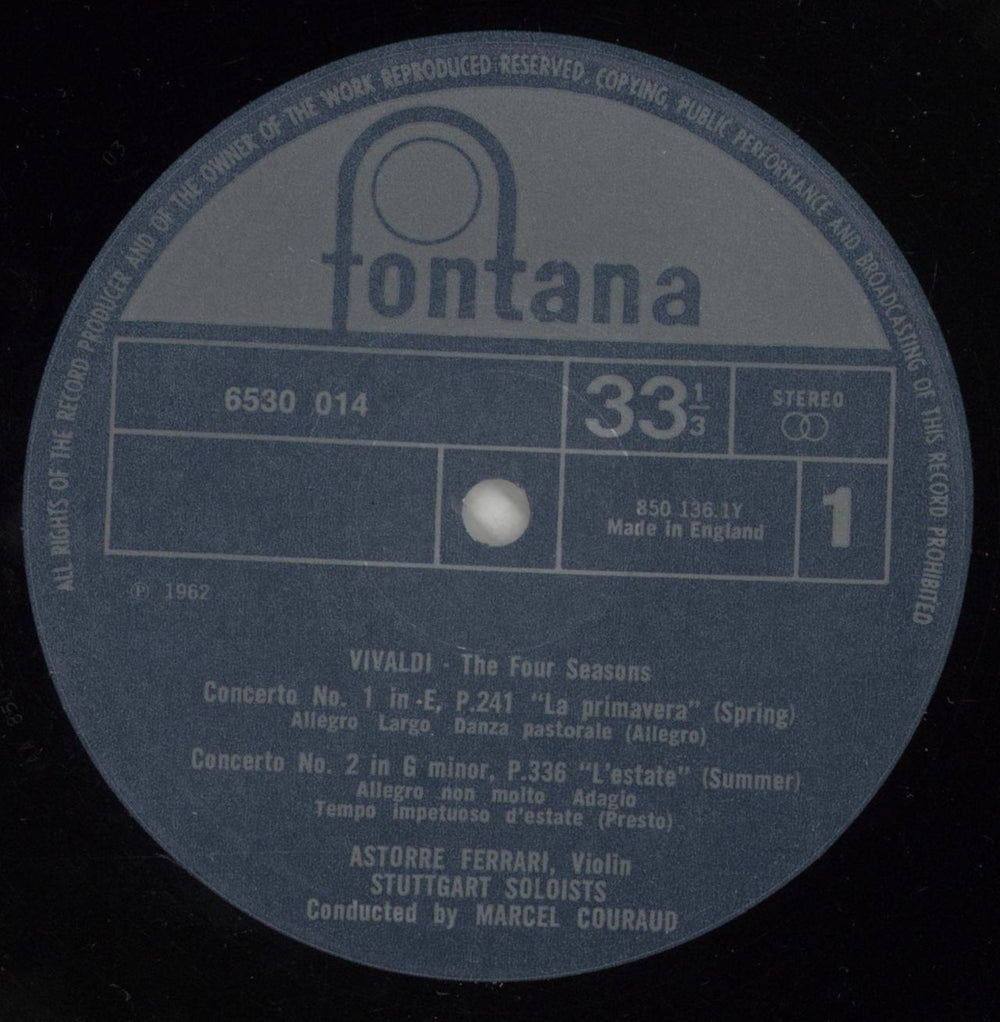 ALL RIGHTS OF THE RECORD PRODUCER AND OF THE OWNER OF THE WORK REPRODUCED RESERVED. COPYING, PUBLIC PERFORMANCE AND BROADCASTING OF THIS RECORD PROHIBITED
fontana
6530 014
33 1/3
STEREO
850 136.1Y
Made in England
1
Ⓟ 1962
VIVALDI - The Four Seasons
Concerto No. 1 in E, P.241 "La primavera" (Spring)
Allegro Largo Danza pastorale (Allegro)
Concerto No. 2 in G minor, P.336 "L'estate" (Summer)
Allegro non molto Adagio
Tempo impetuoso d'estate (Presto)
ASTORRE FERRARI, Violin
STUTTGART SOLOISTS
Conducted by MARCEL COURAUD